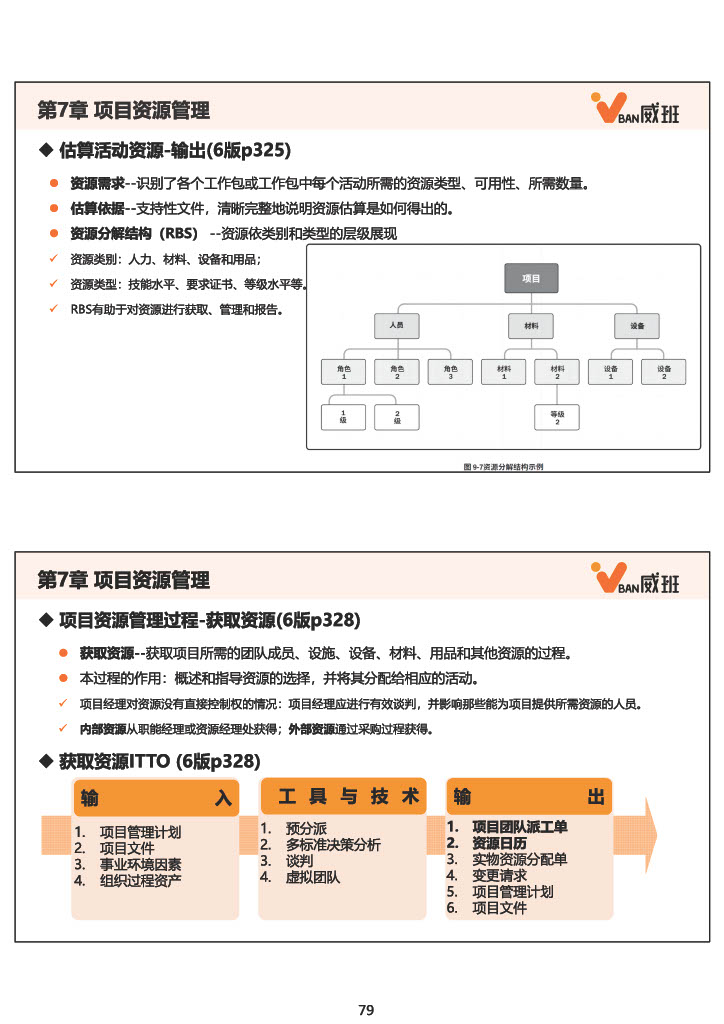 第7章 项目资源管理
VBAN威班
◆ 估算活动资源-输出(6版p325)
● 资源需求--识别了各个工作包或工作包中每个活动所需的资源类型、可用性、所需数量。
● 估算依据--支持性文件，清晰完整地说明资源估算是如何得出的。
● 资源分解结构（RBS） --资源依类别和类型的层级展现
✓ 资源类别：人力、材料、设备和用品；
✓ 资源类型：技能水平、要求证书、等级水平等。
✓ RBS有助于对资源进行获取、管理和报告。
项目
人员 材料 设备
角色 角色 角色 材料 材料 设备 设备
1 2 3 1 2 1 2
1 2 等级
级 级 2
图 9-7资源分解结构示例
第7章 项目资源管理
VBAN威班
◆ 项目资源管理过程-获取资源(6版p328)
● 获取资源--获取项目所需的团队成员、设施、设备、材料、用品和其他资源的过程。
● 本过程的作用：概述和指导资源的选择，并将其分配给相应的活动。
✓ 项目经理对资源没有直接控制权的情况：项目经理应进行有效谈判，并影响那些能为项目提供所需资源的人员。
✓ 内部资源从职能经理或资源经理处获得；外部资源通过采购过程获得。
◆ 获取资源ITTO (6版p328)
输入
1. 项目管理计划
2. 项目文件
3. 事业环境因素
4. 组织过程资产
工具与技术
1. 预分派
2. 多标准决策分析
3. 谈判
4. 虚拟团队
输出
1. 项目团队派工单
2. 资源日历
3. 实物资源分配单
4. 变更请求
5. 项目管理计划
6. 项目文件
79